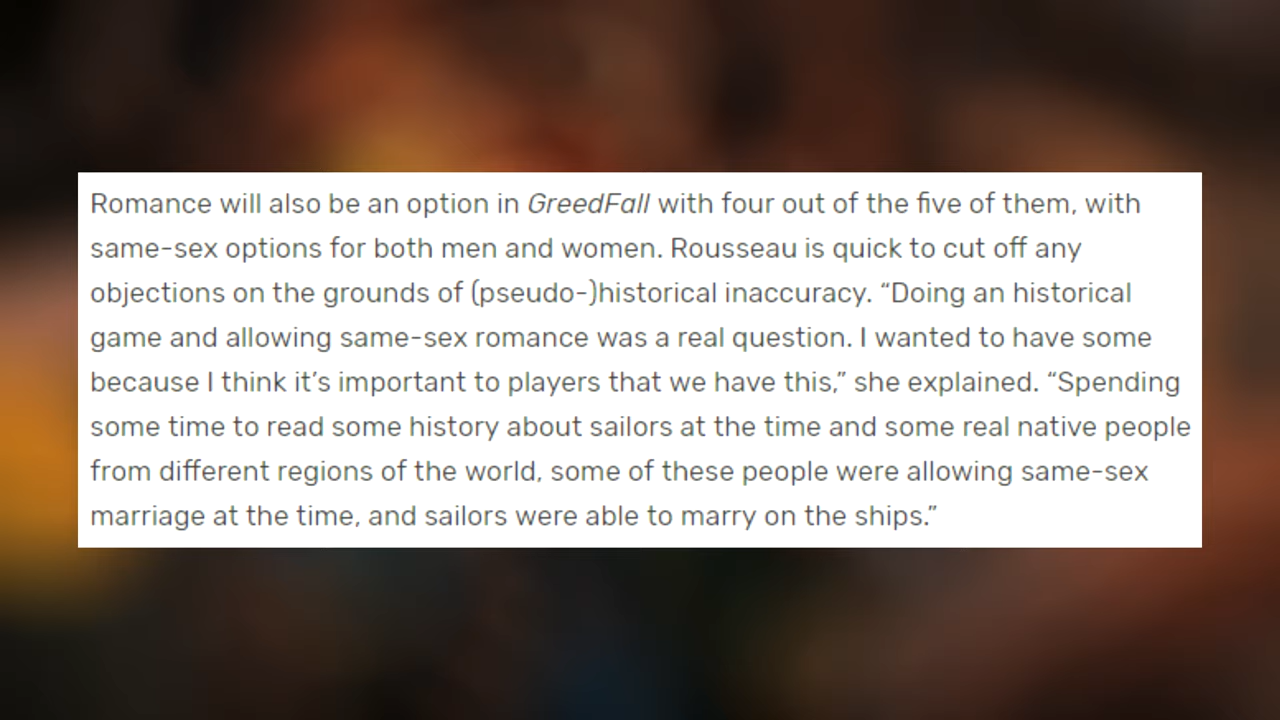 Romance will also be an option in GreedFall with four out of the five of them, with
same-sex options for both men and women. Rousseau is quick to cut off any
objections on the grounds of (pseudo-)historical inaccuracy. “Doing an historical
game and allowing same-sex romance was a real question. I wanted to have some
because I think it’s important to players that we have this,” she explained. “Spending
some time to read some history about sailors at the time and some real native people
from different regions of the world, some of these people were allowing same-sex
marriage at the time, and sailors were able to marry on the ships.”